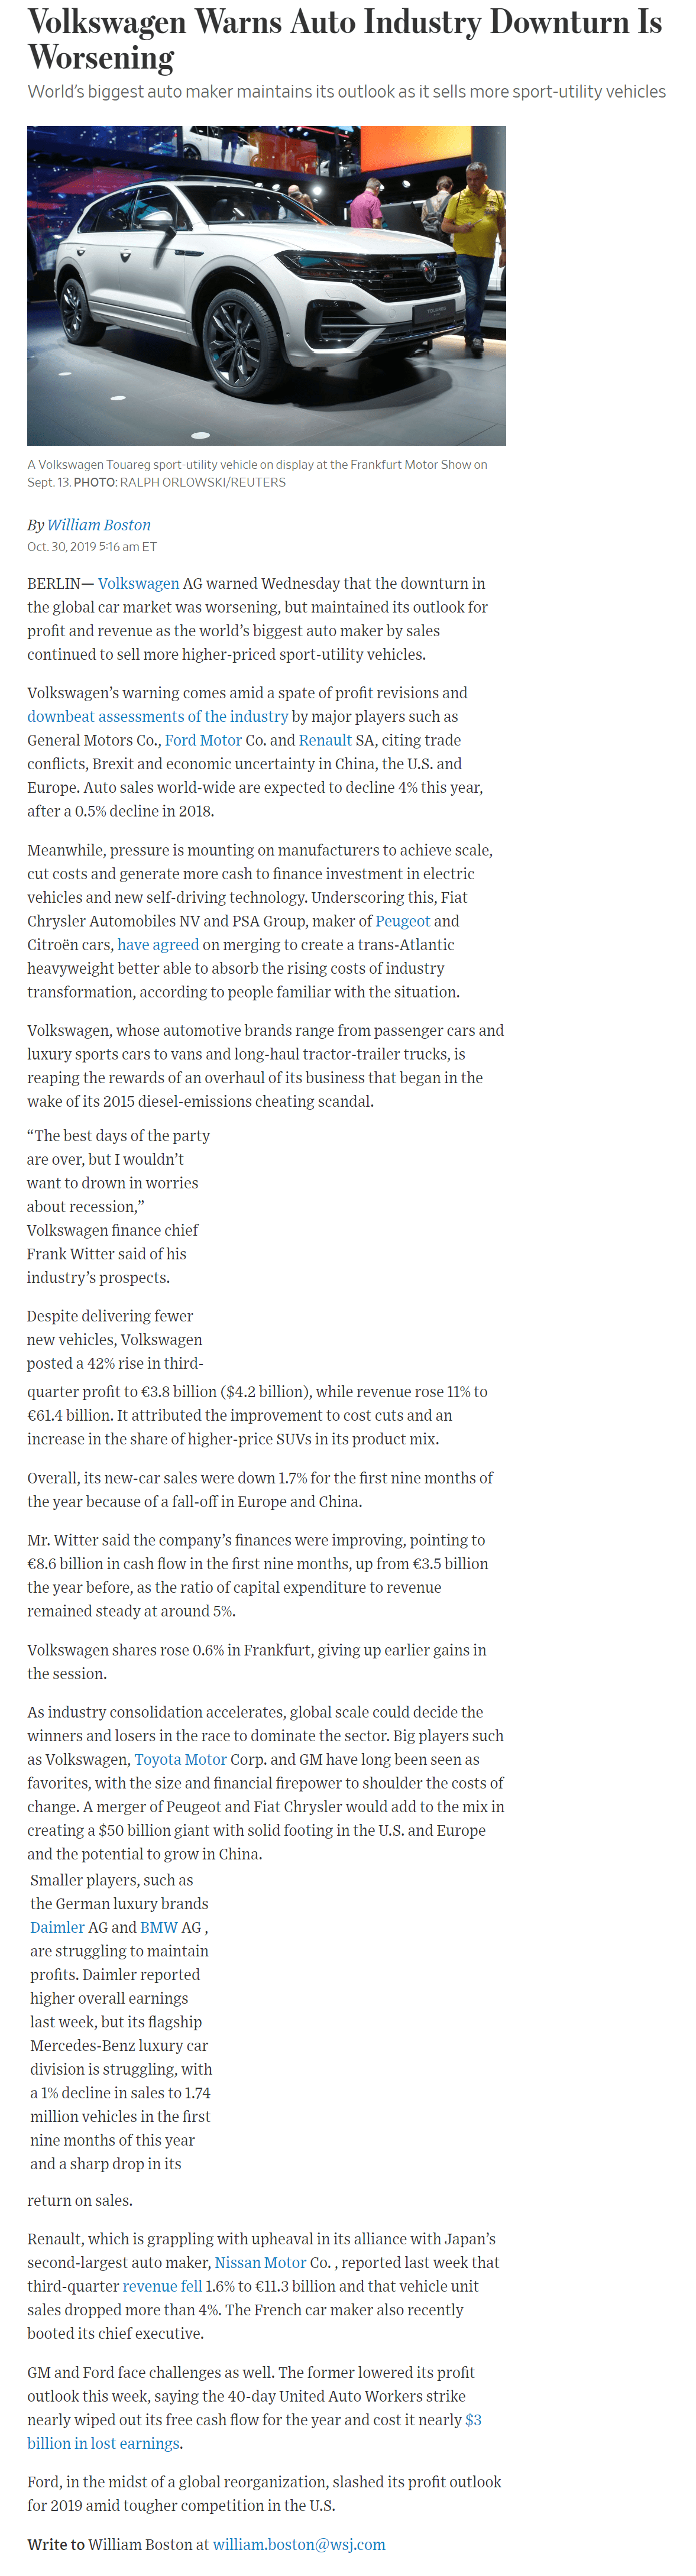 Volkswagen Warns Auto Industry Downturn Is
Worsening
World's biggest auto maker maintains its outlook as it sells more sport-utility vehicles
TOUAREG
A Volkswagen Touareg sport-utility vehicle on display at the Frankfurt Motor Show on
Sept. 13. PHOTO: RALPH ORLOWSKI/REUTERS
By William Boston
Oct. 30, 2019 5:16 am ET
BERLIN— Volkswagen AG warned Wednesday that the downturn in
the global car market was worsening, but maintained its outlook for
profit and revenue as the world's biggest auto maker by sales
continued to sell more higher-priced sport-utility vehicles.
Volkswagen's warning comes amid a spate of profit revisions and
downbeat assessments of the industry by major players such as
General Motors Co., Ford Motor Co. and Renault SA, citing trade
conflicts, Brexit and economic uncertainty in China, the U.S. and
Europe. Auto sales world-wide are expected to decline 4% this year,
after a 0.5% decline in 2018.
Meanwhile, pressure is mounting on manufacturers to achieve scale,
cut costs and generate more cash to finance investment in electric
vehicles and new self-driving technology. Underscoring this, Fiat
Chrysler Automobiles NV and PSA Group, maker of Peugeot and
Citroën cars, have agreed on merging to create a trans-Atlantic
heavyweight better able to absorb the rising costs of industry
transformation, according to people familiar with the situation.
Volkswagen, whose automotive brands range from passenger cars and
luxury sports cars to vans and long-haul tractor-trailer trucks, is
reaping the rewards of an overhaul of its business that began in the
wake of its 2015 diesel-emissions cheating scandal.
“The best days of the party
are over, but I wouldn't
want to drown in worries
about recession,”
Volkswagen finance chief
Frank Witter said of his
industry's prospects.
Despite delivering fewer
new vehicles, Volkswagen
posted a 42% rise in third-
quarter profit to €3.8 billion ($4.2 billion), while revenue rose 11% to
€61.4 billion. It attributed the improvement to cost cuts and an
increase in the share of higher-price SUVs in its product mix.
Overall, its new-car sales were down 1.7% for the first nine months of
the year because of a fall-off in Europe and China.
Mr. Witter said the company's finances were improving, pointing to
€8.6 billion in cash flow in the first nine months, up from €3.5 billion
the year before, as the ratio of capital expenditure to revenue
remained steady at around 5%.
Volkswagen shares rose 0.6% in Frankfurt, giving up earlier gains in
the session.
As industry consolidation accelerates, global scale could decide the
winners and losers in the race to dominate the sector. Big players such
as Volkswagen, Toyota Motor Corp. and GM have long been seen as
favorites, with the size and financial firepower to shoulder the costs of
change. A merger of Peugeot and Fiat Chrysler would add to the mix in
creating a $50 billion giant with solid footing in the U.S. and Europe
and the potential to grow in China.
Smaller players, such as
the German luxury brands
Daimler AG and BMW AG ,
are struggling to maintain
profits. Daimler reported
higher overall earnings
last week, but its flagship
Mercedes-Benz luxury car
division is struggling, with
a 1% decline in sales to 1.74
million vehicles in the first
nine months of this year
and a sharp drop in its
return on sales.
Renault, which is grappling with upheaval in its alliance with Japan's
second-largest auto maker, Nissan Motor Co. , reported last week that
third-quarter revenue fell 1.6% to €11.3 billion and that vehicle unit
sales dropped more than 4%. The French car maker also recently
booted its chief executive.
GM and Ford face challenges as well. The former lowered its profit
outlook this week, saying the 40-day United Auto Workers strike
nearly wiped out its free cash flow for the year and cost it nearly $3
billion in lost earnings.
Ford, in the midst of a global reorganization, slashed its profit outlook
for 2019 amid tougher competition in the U.S.
Write to William Boston at william.boston@wsj.com